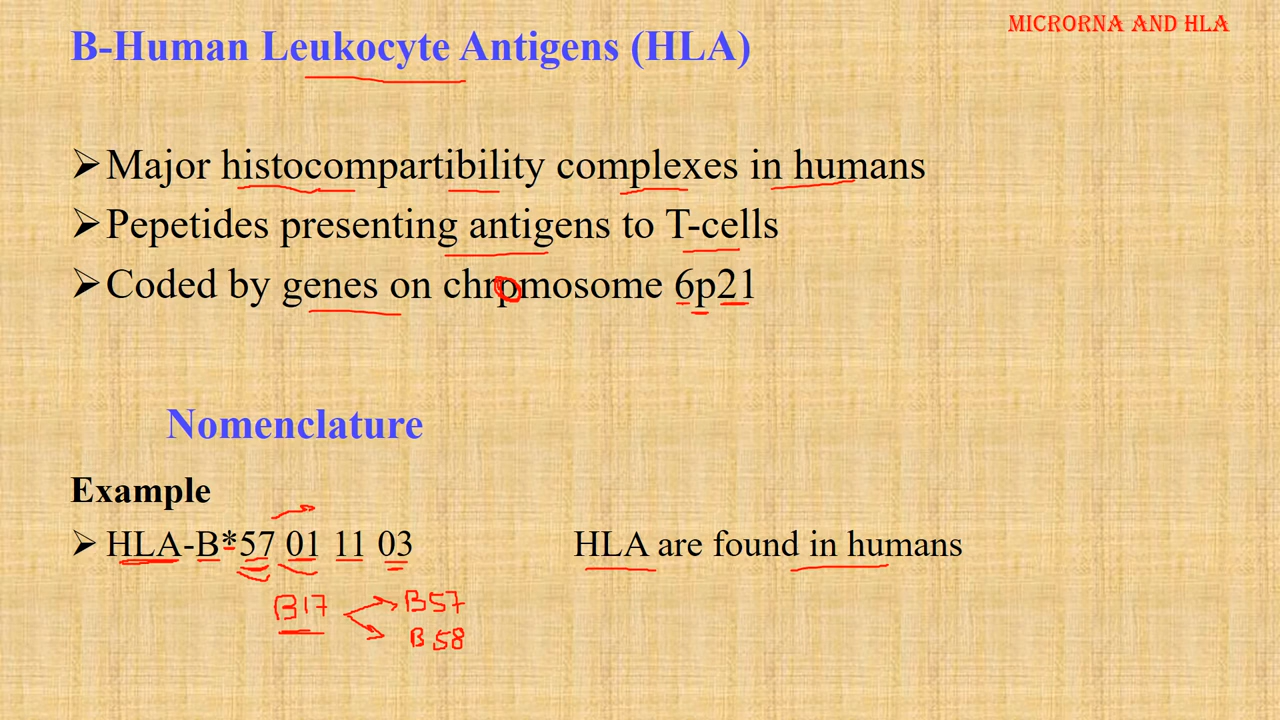 MICRORNA AND HLA
B-Human Leukocyte Antigens (HLA)
➢Major histocompartibility complexes in humans
➢Pepetides presenting antigens to T-cells
➢Coded by genes on chrpmosome 6p21
Nomenclature
Example
➢HLA-B*57 01 11 03 HLA are found in humans
B17 B57
B58